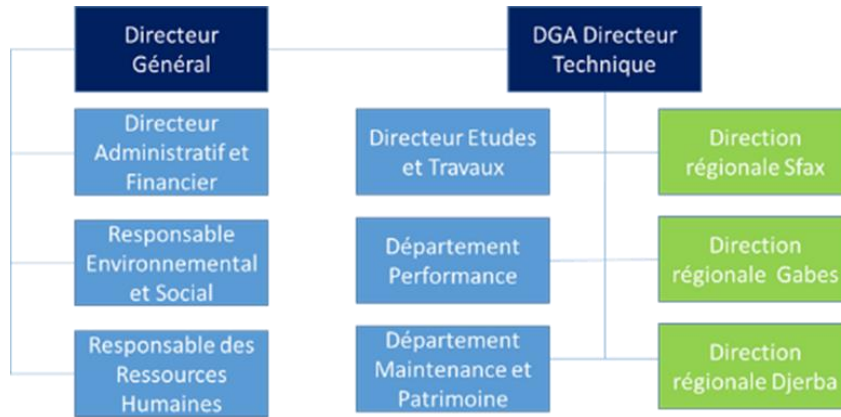 Directeur
Général
DGA Directeur
Technique
Directeur
Administratif et
Financier
Directeur Etudes
et Travaux
Direction
régionale Sfax
Responsable
Environnemental
et Social
Département
Performance
Direction
régionale Gabes
Responsable des
Ressources
Humaines
Département
Maintenance et
Patrimoine
Direction
régionale Djerba